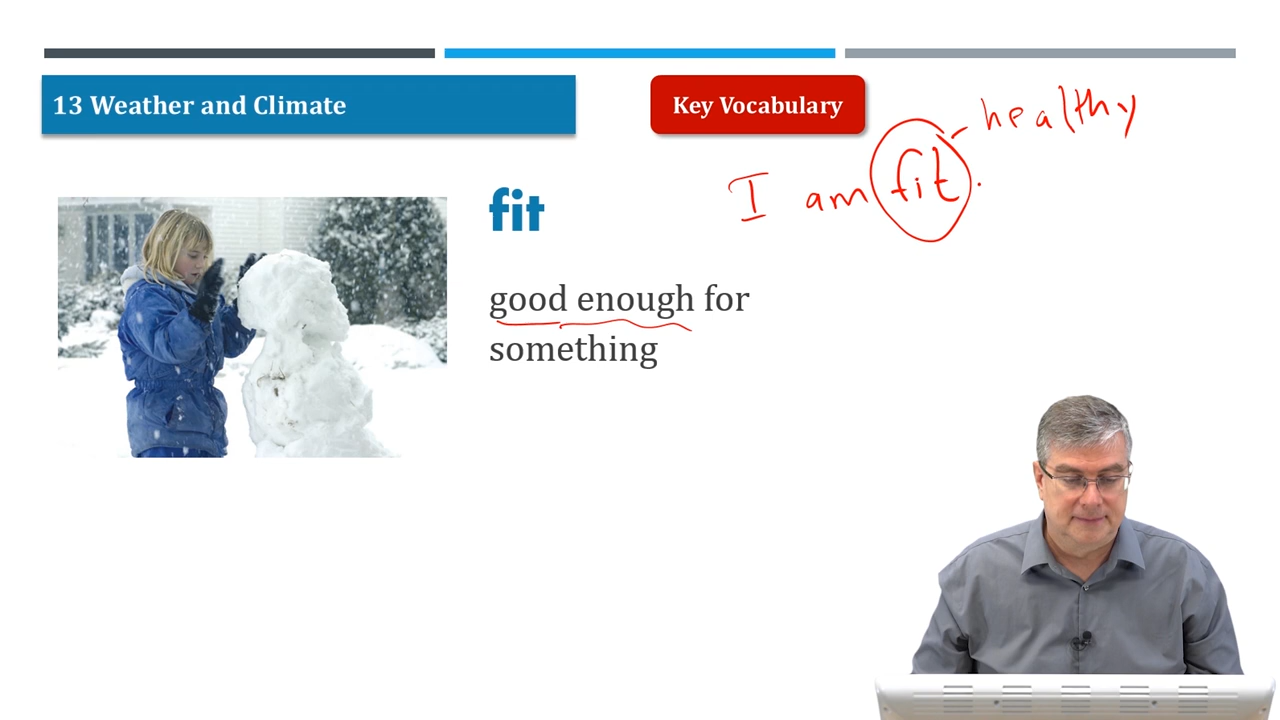 13 Weather and Climate
Key Vocabulary
healthy
I am fit.
fit
good enough for
something